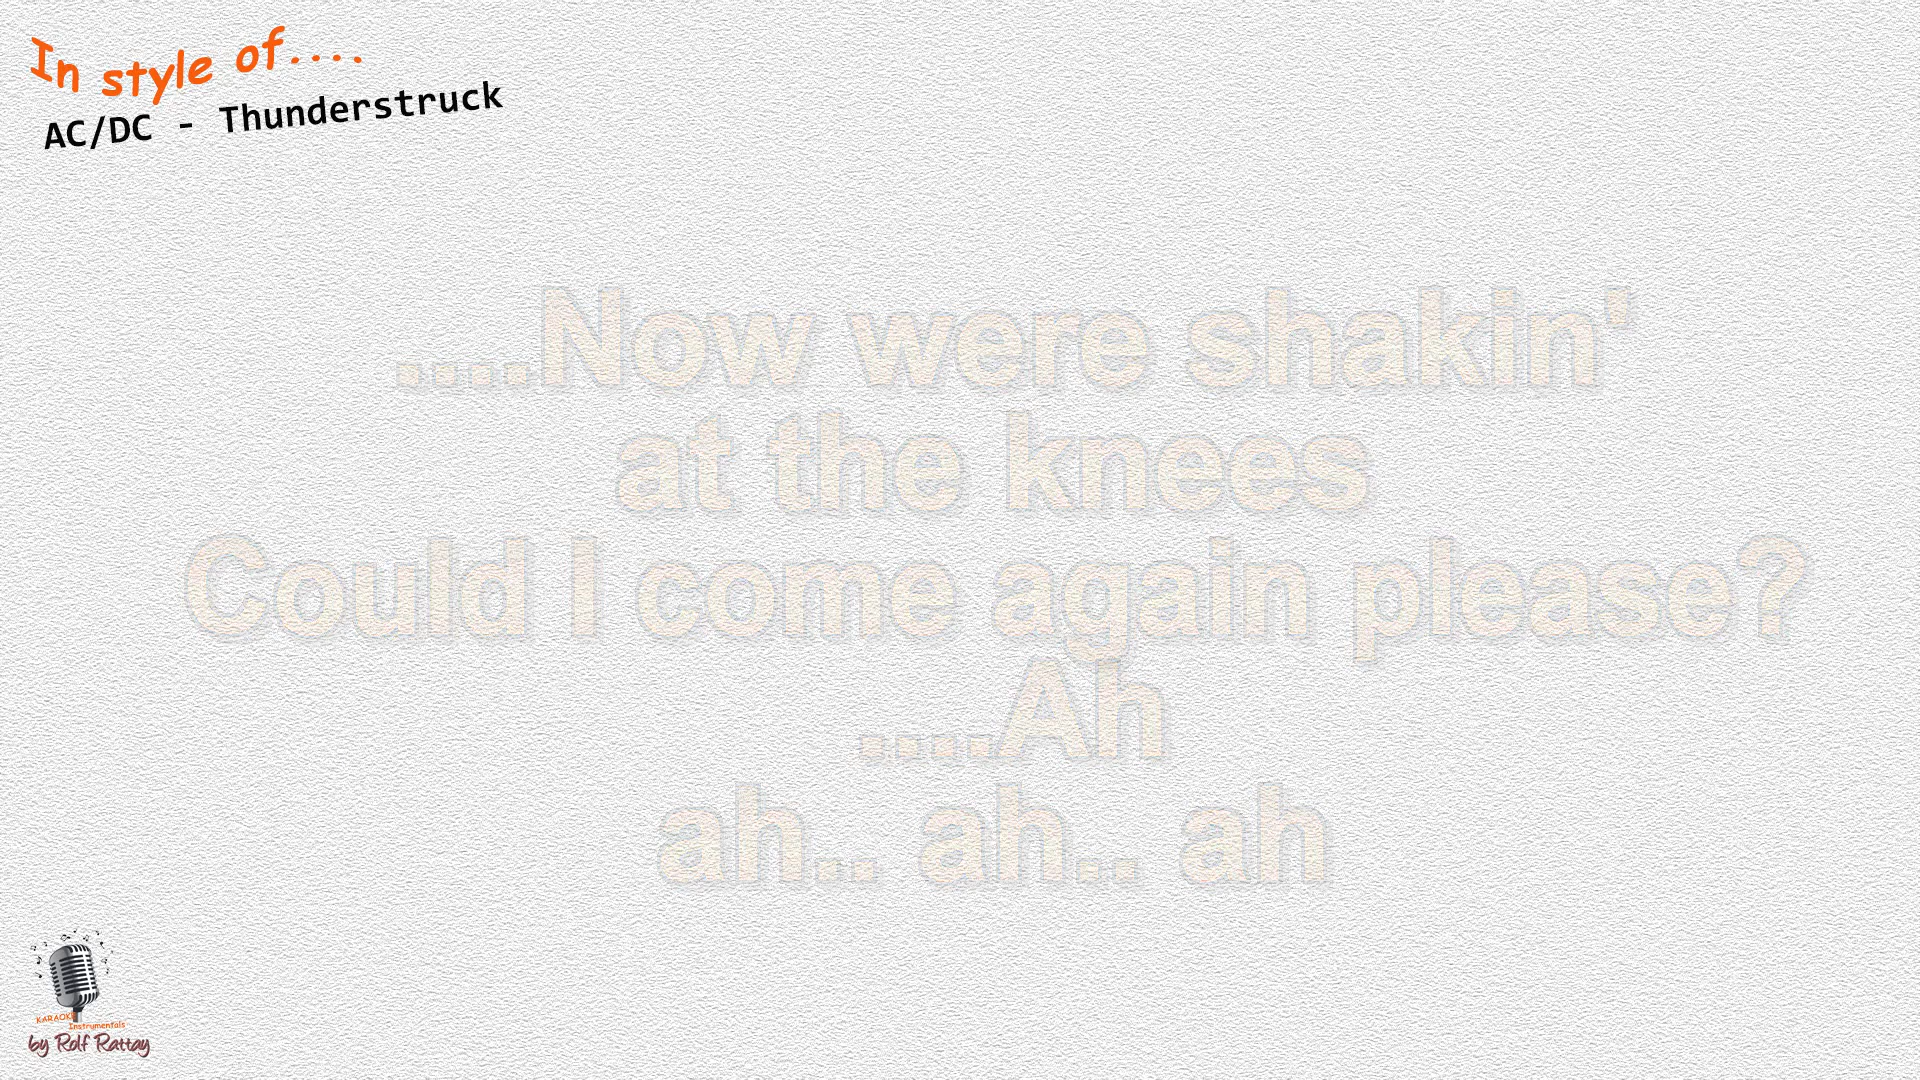 In style of....
AC/DC - Thunderstruck
....Now were shakin'
at the knees
Could I come again please?
....Ah
ah.. ah.. ah
KARAOKE
Instrumentals
by Rolf Rattay